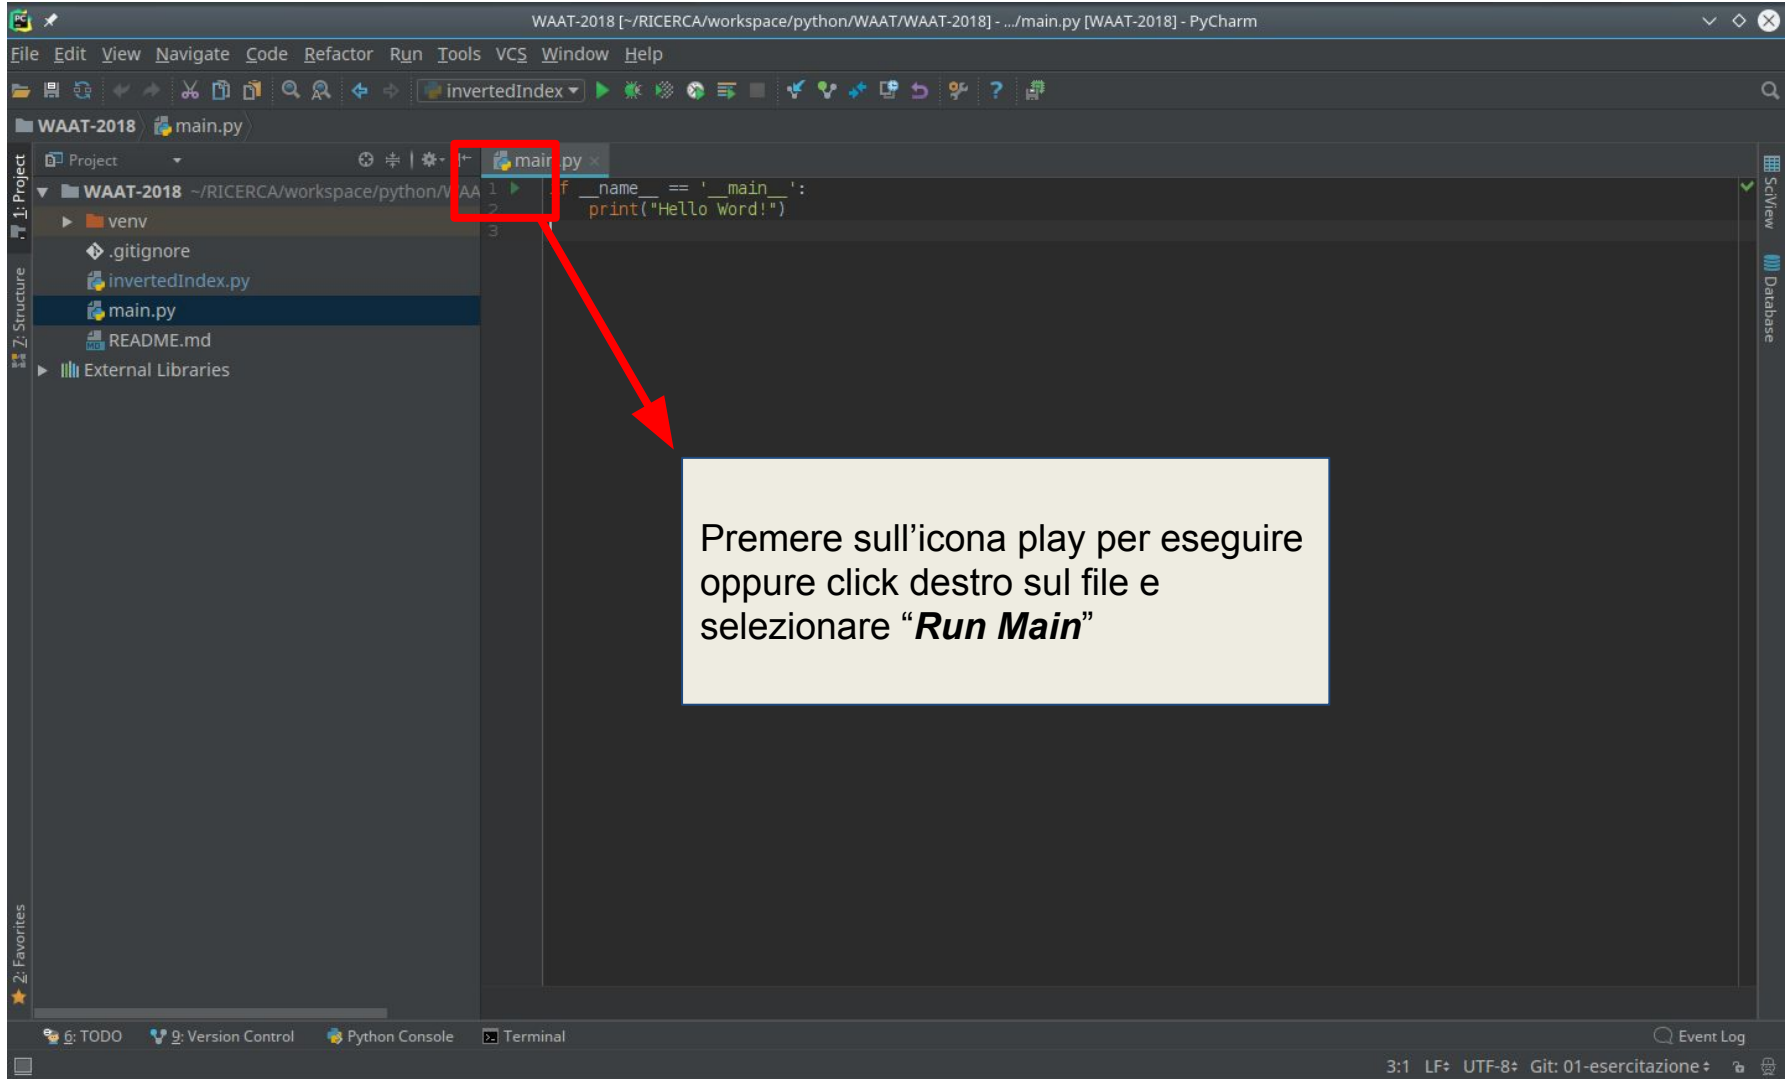 WAAT-2018 [~/RICERCA/workspace/python/WAAT/WAAT-2018] - .../main.py [WAAT-2018] - PyCharm
File Edit View Navigate Code Refactor Run Tools VCS Window Help
invertedIndex
WAAT-2018 main.py
Project
main.py
1: Project
WAAT-2018 ~/RICERCA/workspace/python/WAA
venv
.gitignore
invertedIndex.py
main.py
README.md
External Libraries
1 if __name__ == '__main__':
2 print("Hello Word!")
3
Premere sull’icona play per eseguire
oppure click destro sul file e
selezionare “Run Main”
7: Structure
2: Favorites
SciView
Database
6: TODO 9: Version Control Python Console Terminal
Event Log
3:1 LF UTF-8 Git: 01-esercitazione